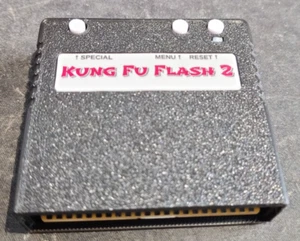 ↑ SPECIAL MENU ↑ RESET ↑
KUNG FU FLASH 2